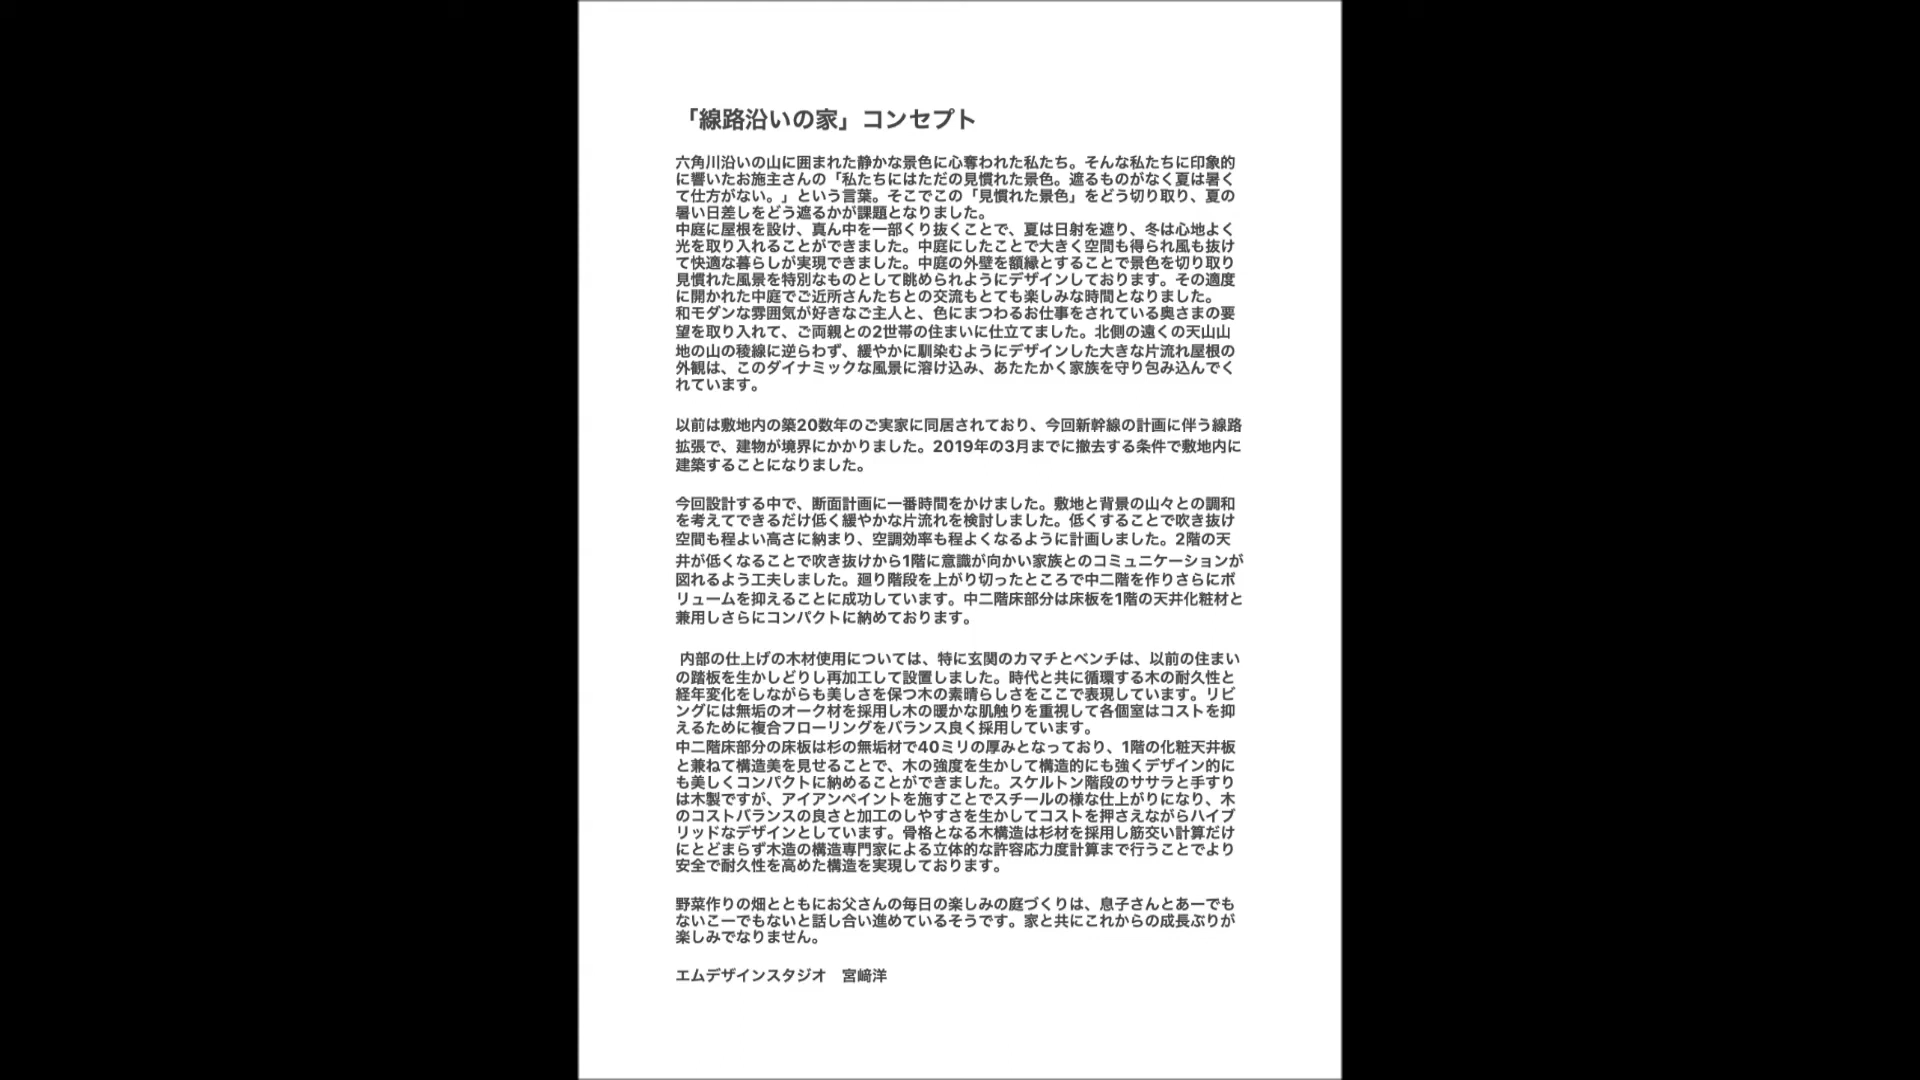 「線路沿いの家」コンセプト
六角川沿いの山に囲まれた静かな景色に心奪われた私たち。そんな私たちに印象的
に響いたお施主さんの「私たちにはただの見慣れた景色。遮るものがなく夏は暑く
て仕方がない。」という言葉。そこでこの「見慣れた景色」をどう切り取り、夏の
暑い日差しをどう遮るかが課題となりました。
中庭に屋根を設け、真ん中を一部くり抜くことで、夏は日射を遮り、冬は心地よく
光を取り入れることができました。中庭にしたことで大きく空間も得られ風も抜け
て快適な暮らしが実現できました。中庭の外壁を額縁とすることで景色を切り取り
見慣れた風景を特別なものとして眺められようにデザインしております。その適度
に開かれた中庭でご近所さんたちとの交流もとても楽しみな時間となりました。
和モダンな雰囲気が好きなご主人と、色にまつわるお仕事をされている奥さまの要
望を取り入れて、ご両親との2世帯の住まいに仕立てました。北側の遠くの天山山
地の山の稜線に逆らわず、緩やかに馴染むようにデザインした大きな片流れ屋根の
外観は、このダイナミックな風景に溶け込み、あたたかく家族を守り包み込んでく
れています。
以前は敷地内の築20数年のご実家に同居されており、今回新幹線の計画に伴う線路
拡張で、建物が境界にかかりました。2019年の3月までに撤去する条件で敷地内に
建築することになりました。
今回設計する中で、断面計画に一番時間をかけました。敷地と背景の山々との調和
を考えてできるだけ低く緩やかな片流れを検討しました。低くすることで吹き抜け
空間も程よい高さに納まり、空調効率も程よくなるように計画しました。2階の天
井が低くなることで吹き抜けから1階に意識が向かい家族とのコミュニケーションが
図れるよう工夫しました。廻り階段を上がり切ったところで中二階を作りさらにボ
リュームを抑えることに成功しています。中二階床部分は床板を1階の天井化粧材と
兼用しさらにコンパクトに納めております。
内部の仕上げの木材使用については、特に玄関のカマチとベンチは、以前の住まい
の踏板を生かしどりし再加工して設置しました。時代と共に循環する木の耐久性と
経年変化をしながらも美しさを保つ木の素晴らしさをここで表現しています。リビ
ングには無垢のオーク材を採用し木の暖かな肌触りを重視して各個室はコストを抑
えるために複合フローリングをバランス良く採用しています。
中二階床部分の床板は杉の無垢材で40ミリの厚みとなっており、1階の化粧天井板
と兼ねて構造美を見せることで、木の強度を生かして構造的にも強くデザイン的に
も美しくコンパクトに納めることができました。スケルトン階段のササラと手すり
は木製ですが、アイアンペイントを施すことでスチールの様な仕上がりになり、木
のコストバランスの良さと加工のしやすさを生かしてコストを押さえながらハイブ
リッドなデザインとしています。骨格となる木構造は杉材を採用し筋交い計算だけ
にとどまらず木造の構造専門家による立体的な許容応力度計算まで行うことでより
安全で耐久性を高めた構造を実現しております。
野菜作りの畑とともにお父さんの毎日の楽しみの庭づくりは、息子さんとあーでも
ないこーでもないと話し合い進めているそうです。家と共にこれからの成長ぶりが
楽しみでなりません。
エムデザインスタジオ　宮﨑洋